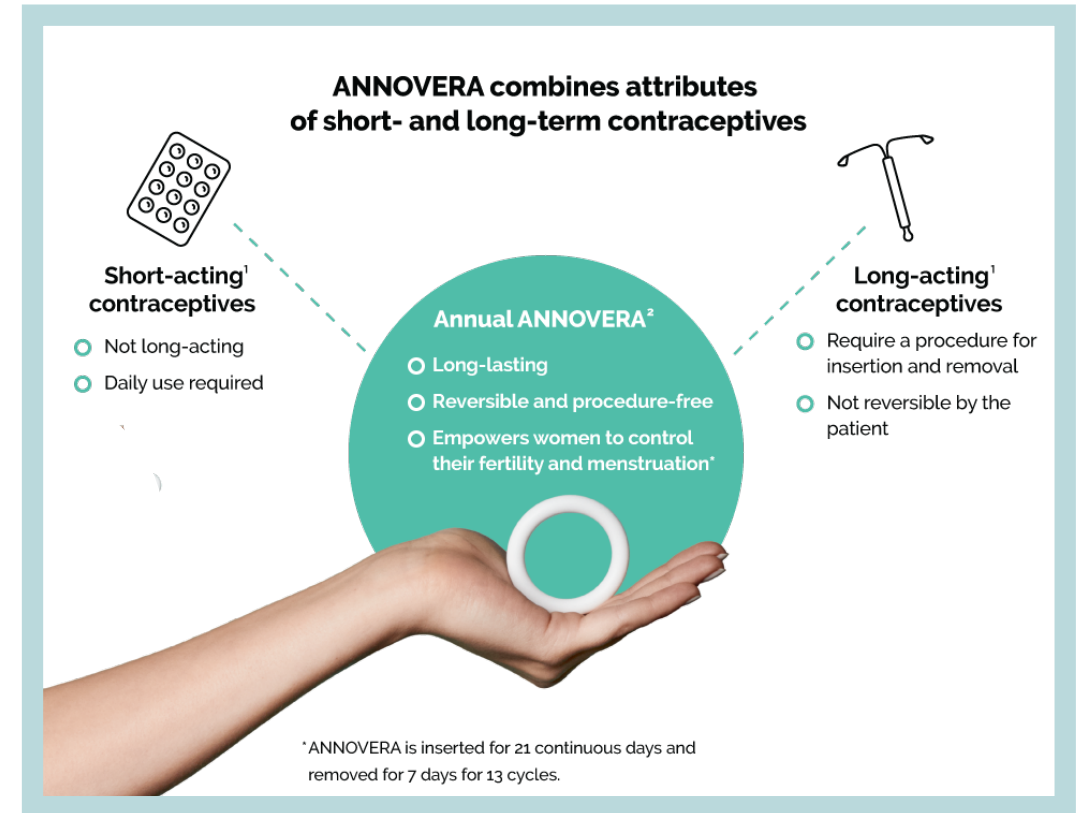 ANNOVERA combines attributes
of short- and long-term contraceptives
Short-acting¹
contraceptives
Not long-acting
Daily use required
Annual ANNOVERA²
Long-lasting
Reversible and procedure-free
Empowers women to control
their fertility and menstruation*
Long-acting¹
contraceptives
Require a procedure for
insertion and removal
Not reversible by the
patient
*ANNOVERA is inserted for 21 continuous days and
removed for 7 days for 13 cycles.